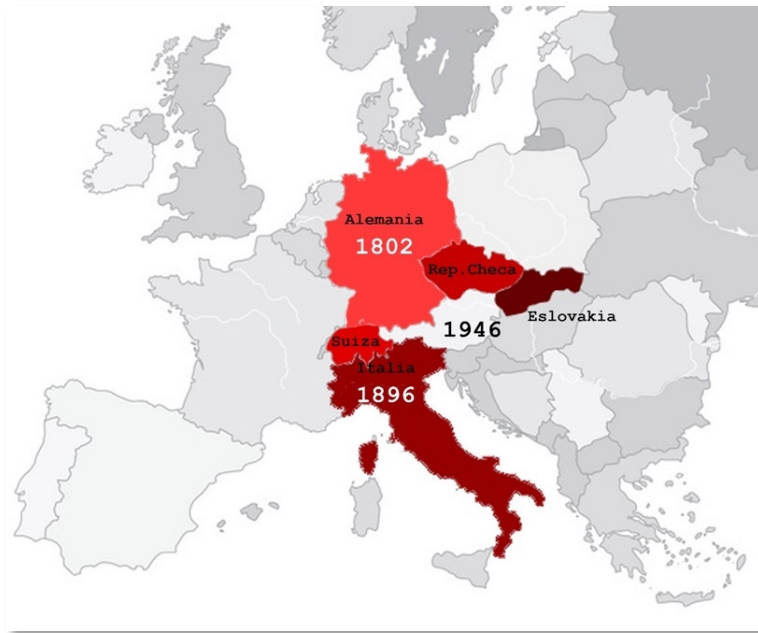 Alemania
1802
Rep.Checa
Eslovakia
1946
Suiza
Italia
1896